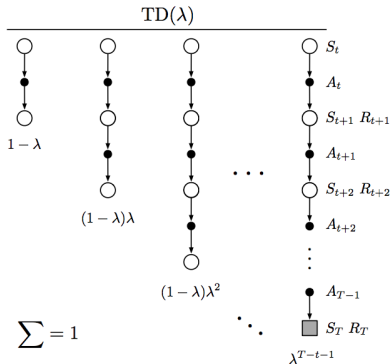 TD(λ)
S_t
A_t
S_{t+1} R_{t+1}
1 − λ
A_{t+1}
S_{t+2} R_{t+2}
(1 − λ)λ
A_{t+2}
(1 − λ)λ²
A_{T−1}
∑ = 1
S_T R_T
λ^{T−t−1}